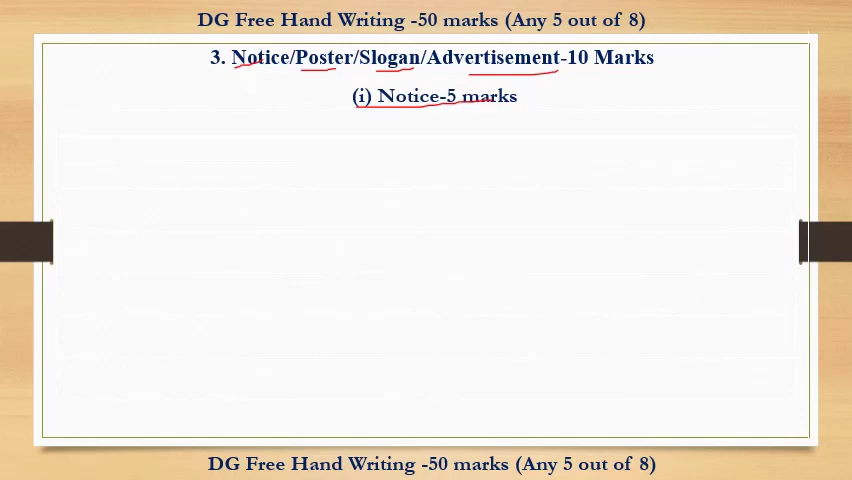 DG Free Hand Writing -50 marks (Any 5 out of 8)
3. Notice/Poster/Slogan/Advertisement-10 Marks
(i) Notice-5 marks
DG Free Hand Writing -50 marks (Any 5 out of 8)